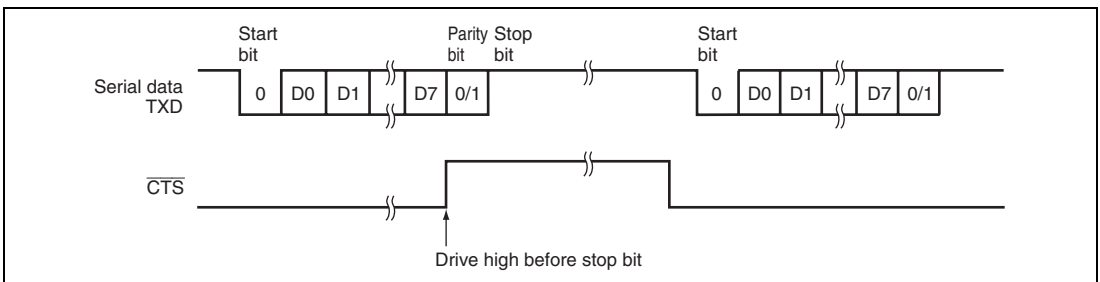 Start bit
Parity bit
Stop bit
Start bit
Serial data TXD
0 D0 D1 D7 0/1
0 D0 D1 D7 0/1
CTS
Drive high before stop bit